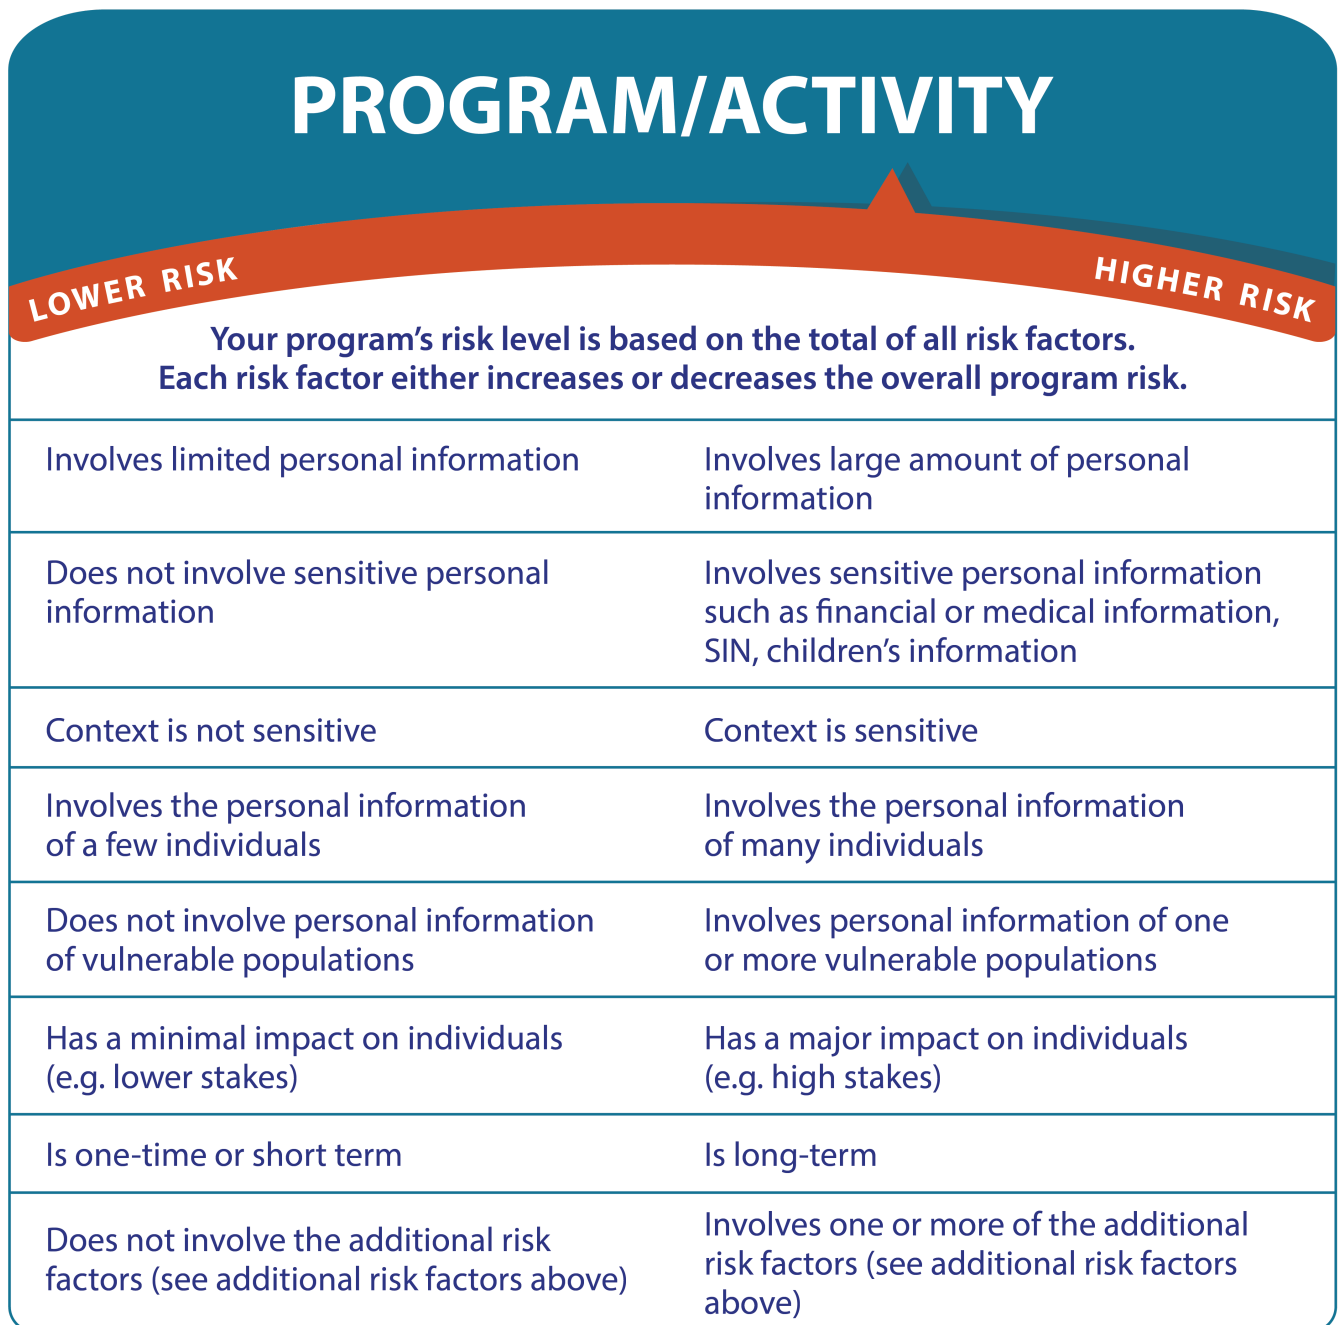 PROGRAM/ACTIVITY
LOWER RISK
HIGHER RISK
Your program’s risk level is based on the total of all risk factors.
Each risk factor either increases or decreases the overall program risk.
Involves limited personal information
Involves large amount of personal
information
Does not involve sensitive personal
information
Involves sensitive personal information
such as financial or medical information,
SIN, children’s information
Context is not sensitive
Context is sensitive
Involves the personal information
of a few individuals
Involves the personal information
of many individuals
Does not involve personal information
of vulnerable populations
Involves personal information of one
or more vulnerable populations
Has a minimal impact on individuals
(e.g. lower stakes)
Has a major impact on individuals
(e.g. high stakes)
Is one-time or short term
Is long-term
Does not involve the additional risk
factors (see additional risk factors above)
Involves one or more of the additional
risk factors (see additional risk factors
above)